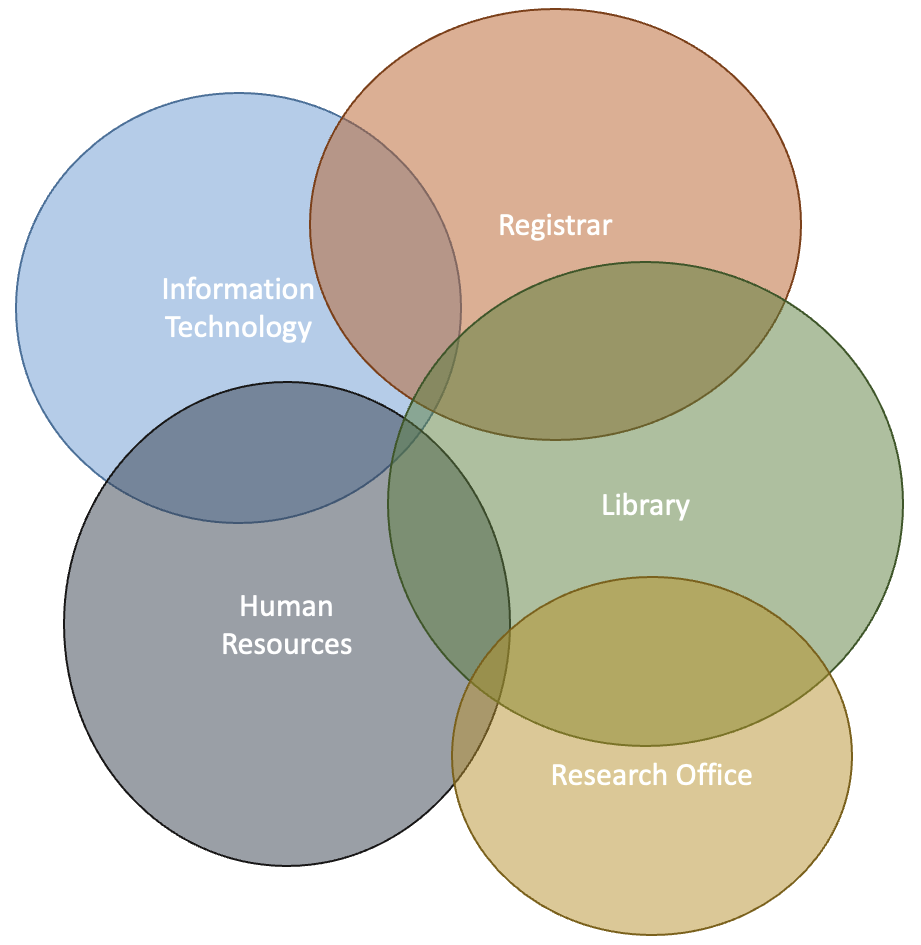 Registrar
Information
Technology
Library
Human
Resources
Research Office